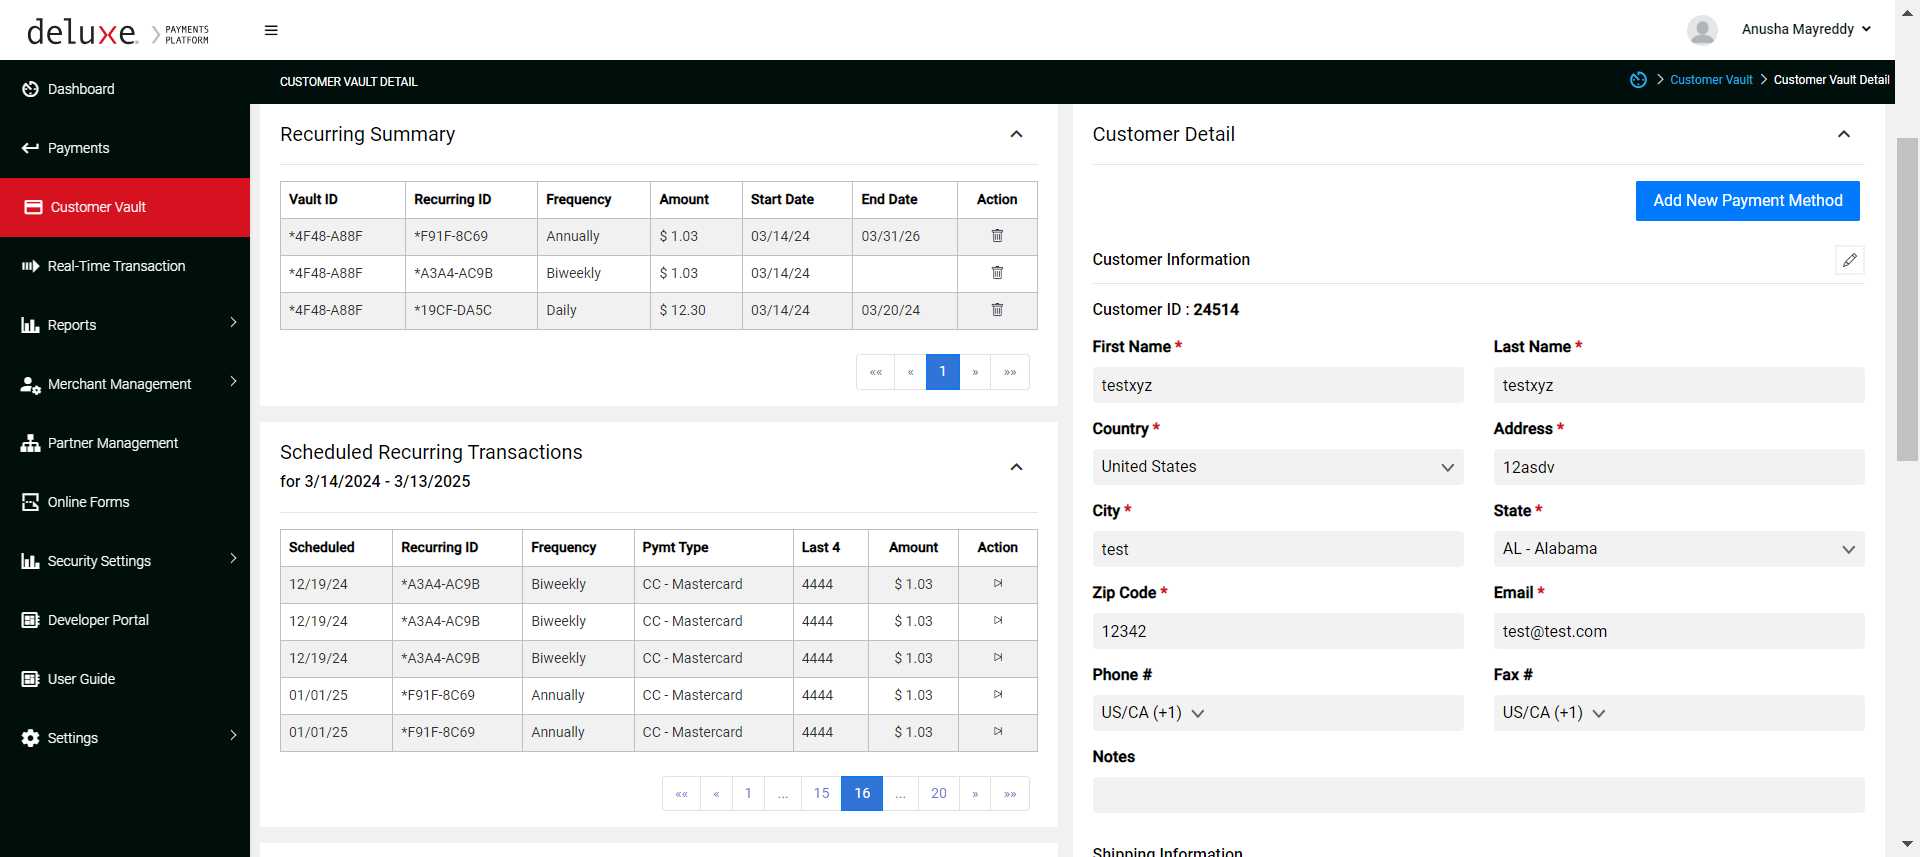 deluxe PAYMENTS PLATFORM
Anusha Mayreddy
CUSTOMER VAULT DETAIL
> Customer Vault > Customer Vault Detail
Dashboard
Payments
Customer Vault
Real-Time Transaction
Reports
Merchant Management
Partner Management
Online Forms
Security Settings
Developer Portal
User Guide
Settings
Recurring Summary
Vault ID Recurring ID Frequency Amount Start Date End Date Action
*4F48-A88F *F91F-8C69 Annually $ 1.03 03/14/24 03/31/26
*4F48-A88F *A3A4-AC9B Biweekly $ 1.03 03/14/24
*4F48-A88F *19CF-DA5C Daily $ 12.30 03/14/24 03/20/24
«« « 1 » »»
Scheduled Recurring Transactions
for 3/14/2024 - 3/13/2025
Scheduled Recurring ID Frequency Pymt Type Last 4 Amount Action
12/19/24 *A3A4-AC9B Biweekly CC - Mastercard 4444 $ 1.03
12/19/24 *A3A4-AC9B Biweekly CC - Mastercard 4444 $ 1.03
12/19/24 *A3A4-AC9B Biweekly CC - Mastercard 4444 $ 1.03
01/01/25 *F91F-8C69 Annually CC - Mastercard 4444 $ 1.03
01/01/25 *F91F-8C69 Annually CC - Mastercard 4444 $ 1.03
«« « 1 ... 15 16 ... 20 » »»
Customer Detail
Add New Payment Method
Customer Information
Customer ID : 24514
First Name * Last Name *
testxyz testxyz
Country * Address *
United States 12asdv
City * State *
test AL - Alabama
Zip Code * Email *
12342 test@test.com
Phone # Fax #
US/CA (+1) US/CA (+1)
Notes
Shipping Information